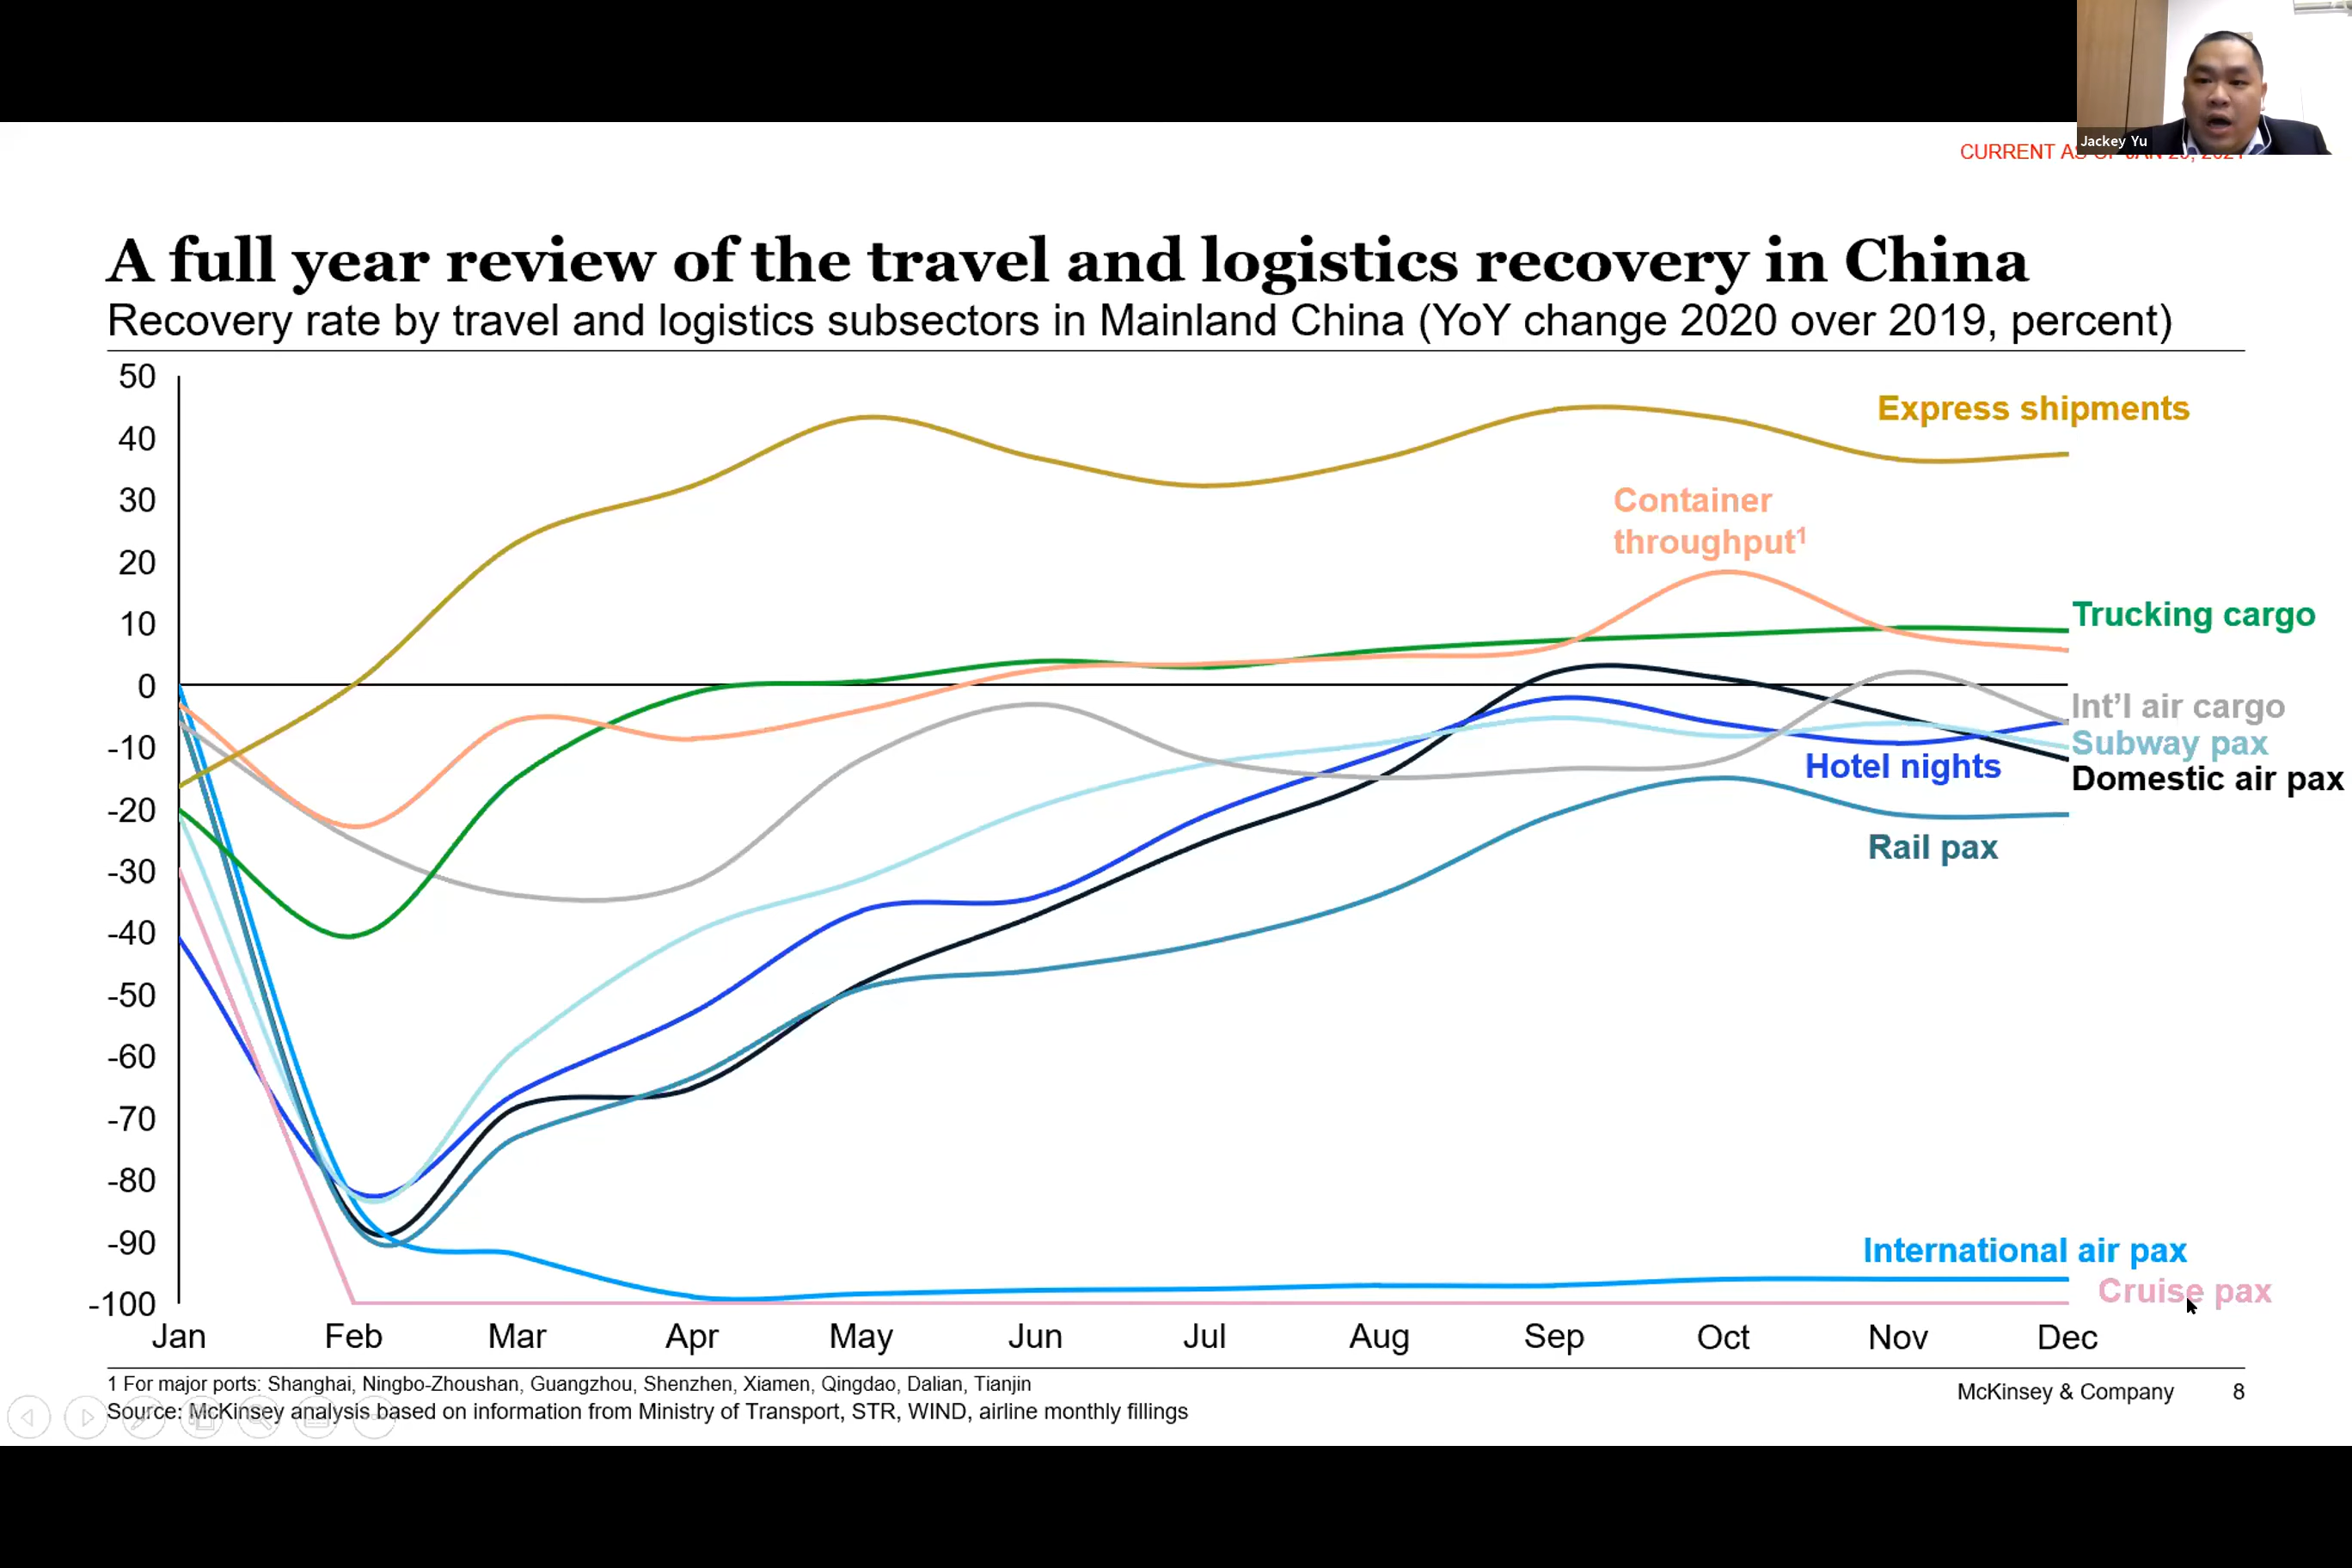 Jackey Yu
CURRENT AS OF JAN 20, 2021
A full year review of the travel and logistics recovery in China
Recovery rate by travel and logistics subsectors in Mainland China (YoY change 2020 over 2019, percent)
50
40
30
20
10
0
-10
-20
-30
-40
-50
-60
-70
-80
-90
-100
Express shipments
Container
throughput¹
Trucking cargo
Int’l air cargo
Subway pax
Hotel nights
Domestic air pax
Rail pax
International air pax
Cruise pax
Jan Feb Mar Apr May Jun Jul Aug Sep Oct Nov Dec
1 For major ports: Shanghai, Ningbo-Zhoushan, Guangzhou, Shenzhen, Xiamen, Qingdao, Dalian, Tianjin
Source: McKinsey analysis based on information from Ministry of Transport, STR, WIND, airline monthly fillings
McKinsey & Company 8